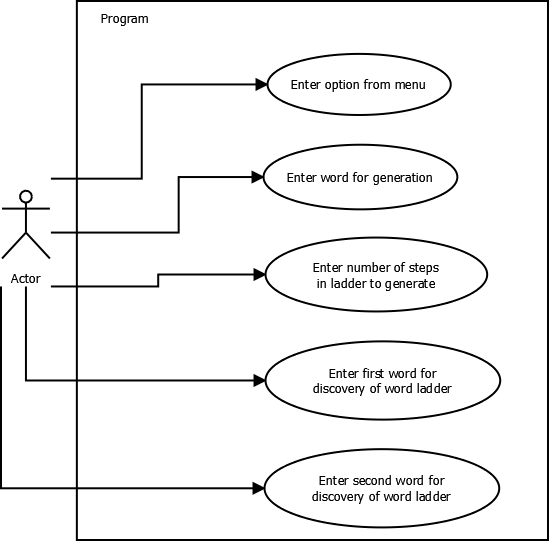 Program
Enter option from menu
Enter word for generation
Actor
Enter number of steps
in ladder to generate
Enter first word for
discovery of word ladder
Enter second word for
discovery of word ladder